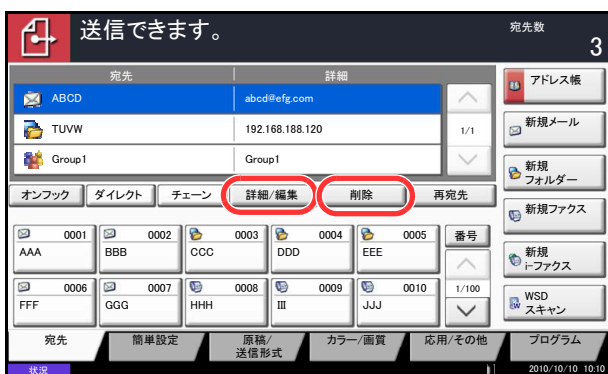 送信できます。
宛先数
3
宛先 詳細
ABCD abcd@efg.com
TUVW 192.168.188.120
1/1
Group1 Group1
アドレス帳
新規メール
新規
フォルダー
新規ファクス
新規
i-ファクス
WSD
スキャン
オンフック ダイレクト チェーン 詳細/編集 削除 再宛先
0001 0002 0003 0004 0005 番号
AAA BBB CCC DDD EEE
0006 0007 0008 0009 0010 1/100
FFF GGG HHH III JJJ
宛先 簡単設定 原稿/
送信形式 カラー/画質 応用/その他 プログラム
状況 2010/10/10 10:10